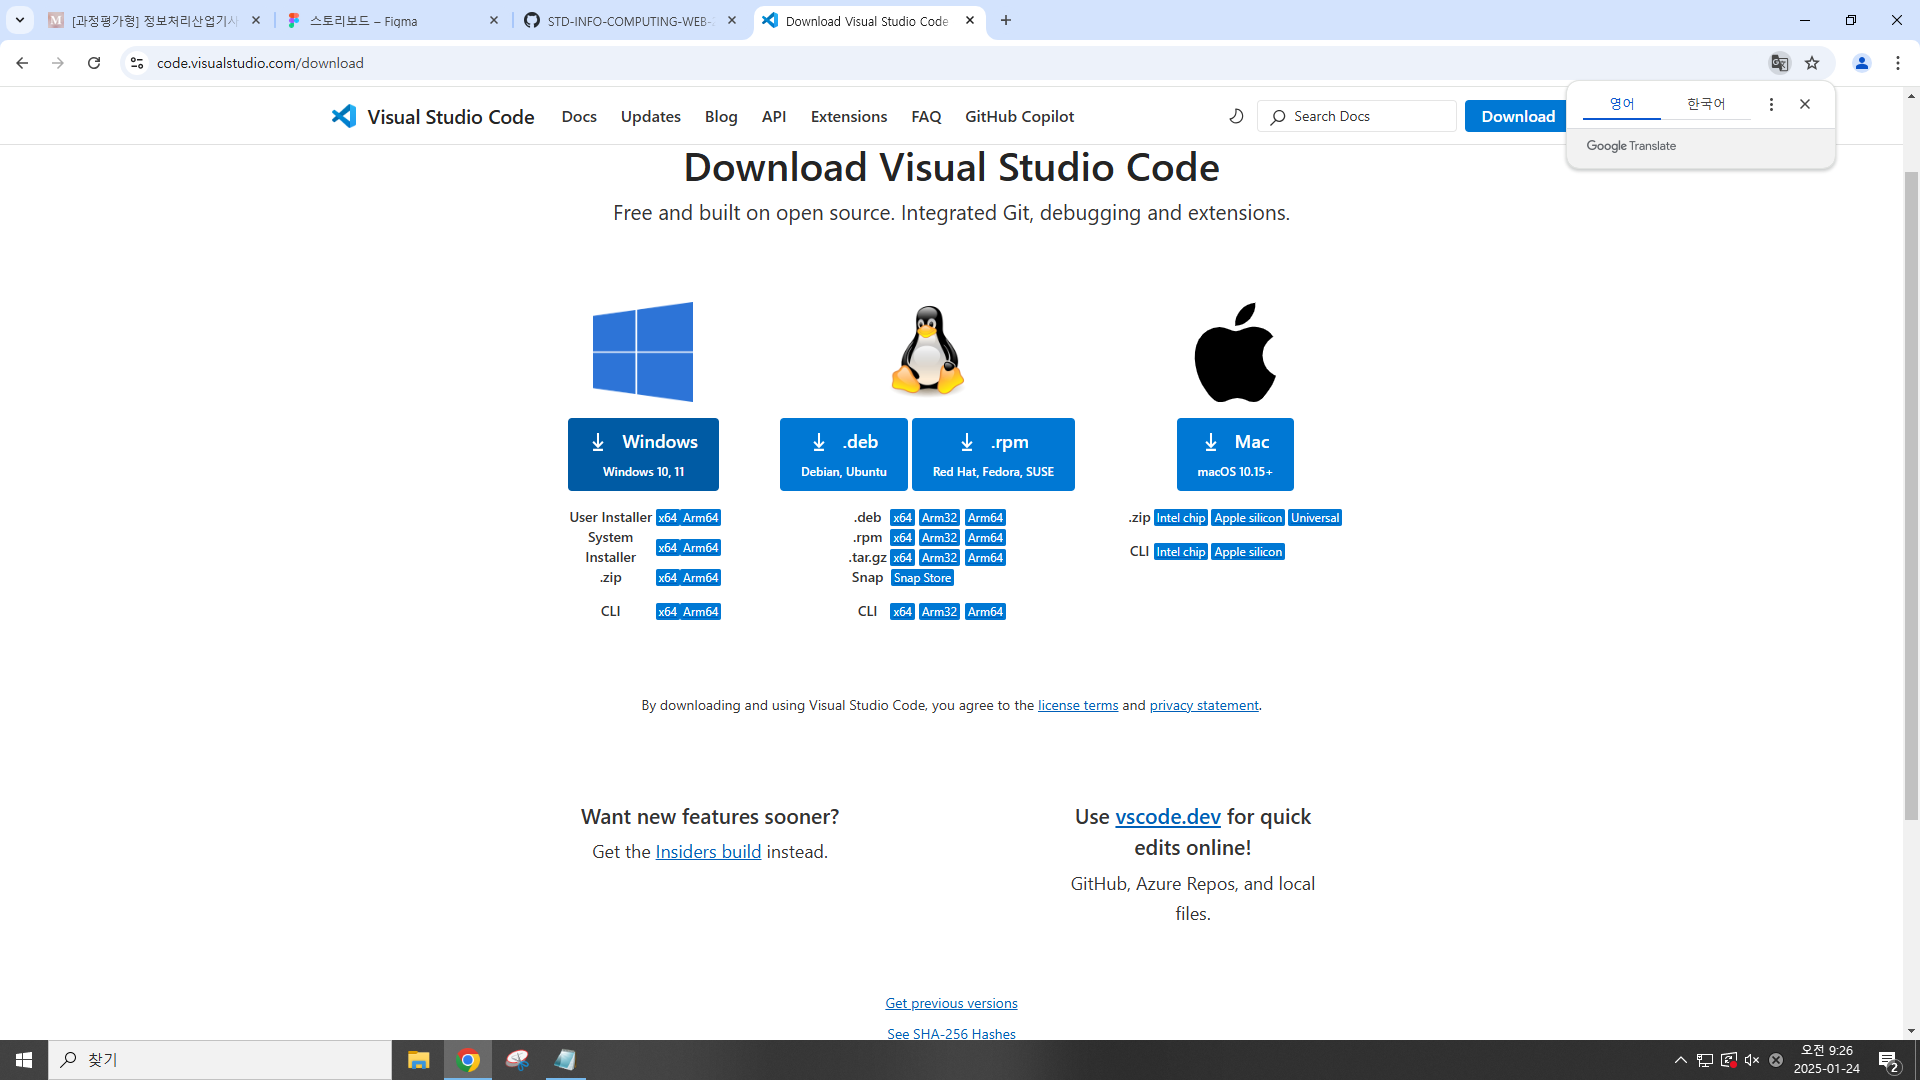 [과정평가형] 정보처리산업기사
스토리보드 – Figma
STD-INFO-COMPUTING-WEB-2
Download Visual Studio Code
code.visualstudio.com/download
영어
한국어
Google Translate
Visual Studio Code
Docs
Updates
Blog
API
Extensions
FAQ
GitHub Copilot
Search Docs
Download
Download Visual Studio Code
Free and built on open source. Integrated Git, debugging and extensions.
Windows
Windows 10, 11
.deb
Debian, Ubuntu
.rpm
Red Hat, Fedora, SUSE
Mac
macOS 10.15+
User Installer x64 Arm64
System Installer x64 Arm64
.zip x64 Arm64
CLI x64 Arm64
.deb x64 Arm32 Arm64
.rpm x64 Arm32 Arm64
.tar.gz x64 Arm32 Arm64
Snap Snap Store
CLI x64 Arm32 Arm64
.zip Intel chip Apple silicon Universal
CLI Intel chip Apple silicon
By downloading and using Visual Studio Code, you agree to the license terms and privacy statement.
Want new features sooner?
Get the Insiders build instead.
Use vscode.dev for quick
edits online!
GitHub, Azure Repos, and local
files.
Get previous versions
See SHA-256 Hashes
찾기
오전 9:26
2025-01-24
2